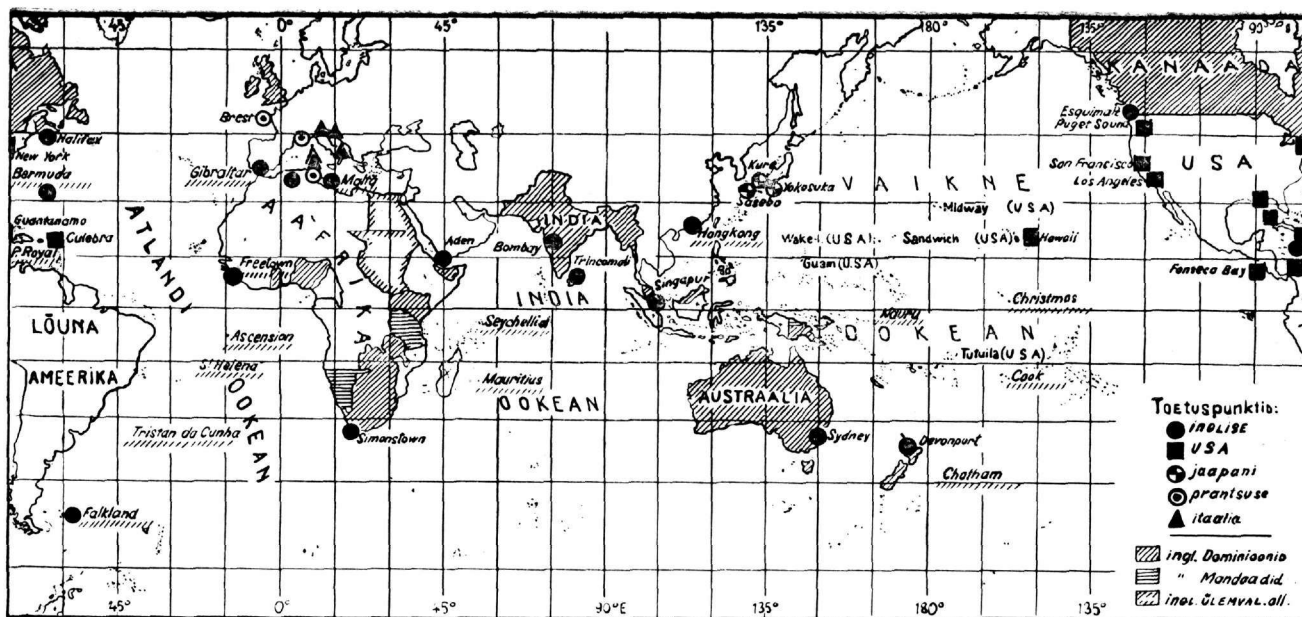 45° 0° 45° 135° 180° 135° 90°
KANAADA
Brest
Esquimalt
Puget Sound
Halifax
New York
Bermuda
Gibraltar
Malta
USA
San Francisco
Los Angeles
Kure
Yokosuka
Sasebo
VAIKNE
Midway (USA)
AAFRIKA
INDIA
Guantanamo
Culebra
P. Royal
ATLANDI
Aden
Bombay
Hongkong
Wake-I. (USA)
Sandwich (USA)
Hawaii
Guam (USA)
Fonseca Bay
Freetown
Trincomali
Singapur
INDIA
Christmas
LÕUNA
Ascension
Seychellid
Nauru
OOKEAN
Tutuila (USA)
St Helena
AMEERIKA
Mauritius
Cook
OOKEAN
OOKEAN
AUSTRAALIA
Tristan da Cunha
Simonstown
Sydney
Devonport
Chatham
Falkland
Toetuspunktid:
inglise
USA
jaapani
prantsuse
itaalia
ingl. Dominioonid
" Mandaadid.
ingl. ÜLEMVAL. all.
45° 0° 45° 90°E 135° 180° 135°